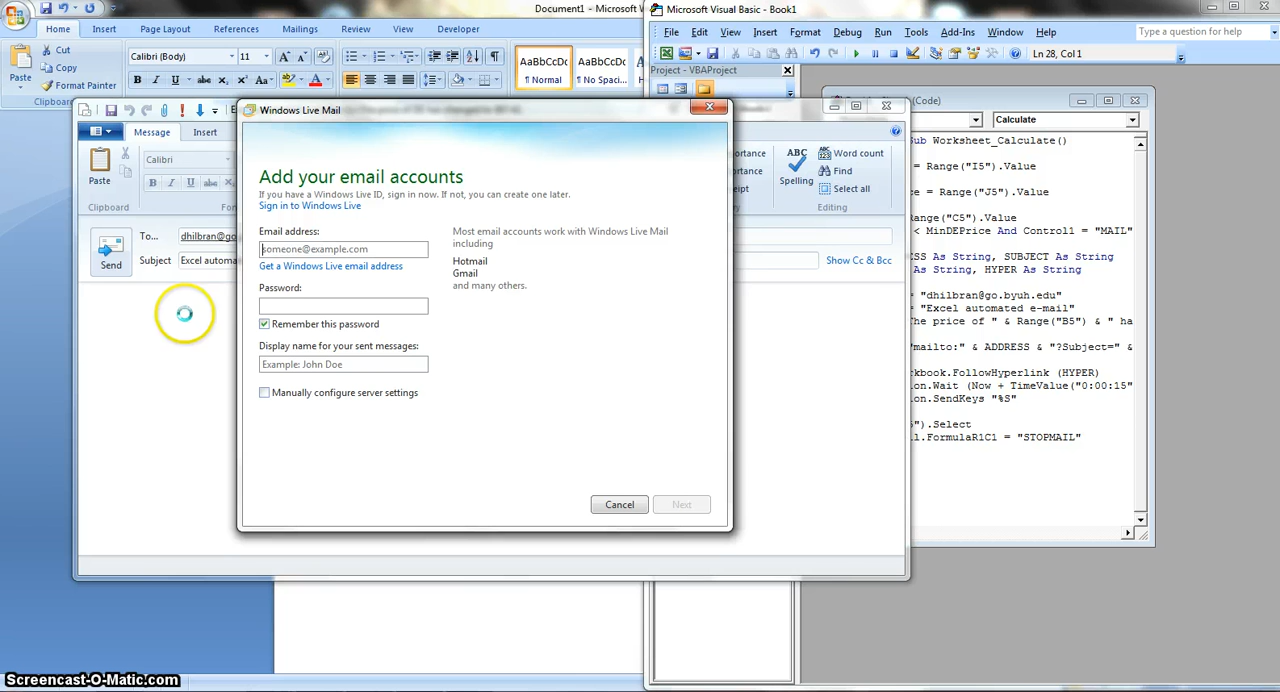 Document1 -
Microsoft Visual Basic - Book1
Home Insert Page Layout References Mailings Review View Developer
File Edit View Insert Format Debug Run Tools Add-Ins Window Help
Type a question for help
Cut
Copy
Format Painter
Paste
Calibri (Body) 11
AaBbCcDc AaBbCcDc
¶ Normal ¶ No Spaci...
Ln 28, Col 1
Project - VBAProject
(Code)
Calculate
Windows Live Mail
Message Insert
Paste
Calibri
Clipboard
Word count
Find
Select all
Spelling
Editing
Send
To... dhilbran@go
Subject Excel automa
Show Cc & Bcc
Add your email accounts
If you have a Windows Live ID, sign in now. If not, you can create one later.
Sign in to Windows Live
Email address:
someone@example.com
Get a Windows Live email address
Password:
Remember this password
Display name for your sent messages:
Example: John Doe
Manually configure server settings
Most email accounts work with Windows Live Mail
including
Hotmail
Gmail
and many others.
Cancel Next
Sub Worksheet_Calculate()
= Range("I5").Value
= Range("J5").Value
Range("C5").Value
< MinDEPrice And Control1 = "MAIL"
As String, SUBJECT As String
As String, HYPER As String
= "dhilbran@go.byuh.edu"
= "Excel automated e-mail"
The price of " & Range("B5") & " ha
"mailto:" & ADDRESS & "?Subject=" &
.FollowHyperlink (HYPER)
.Wait (Now + TimeValue("0:00:15"
.SendKeys "%S"
").Select
.FormulaR1C1 = "STOPMAIL"
Screencast-O-Matic.com